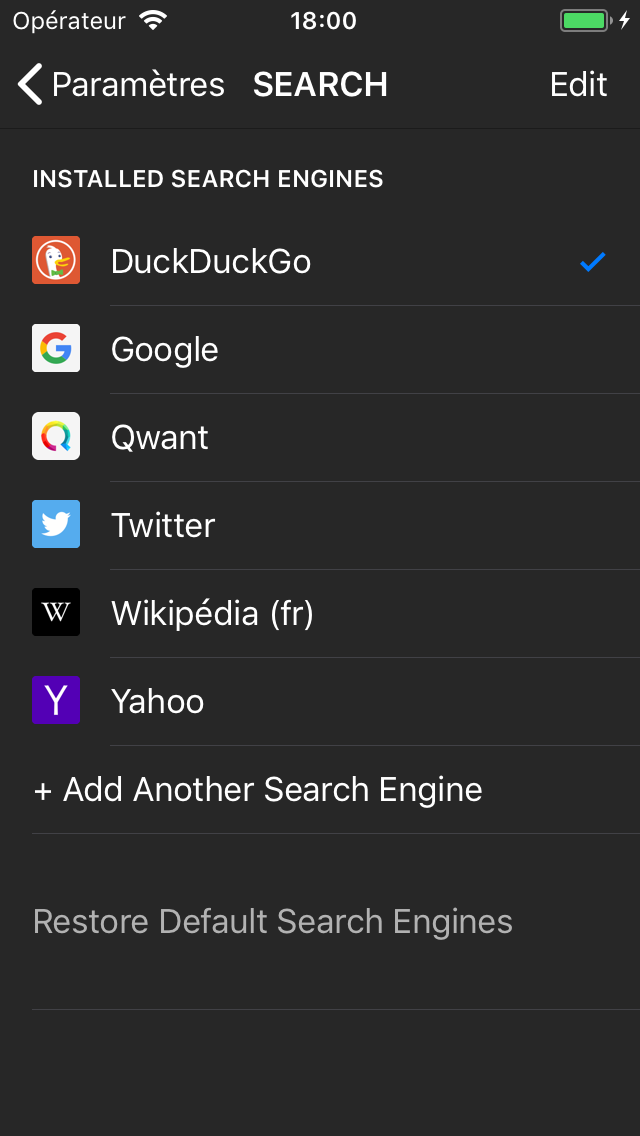 Opérateur 18:00
Paramètres SEARCH Edit
INSTALLED SEARCH ENGINES
DuckDuckGo
Google
Qwant
Twitter
W Wikipédia (fr)
Y Yahoo
+ Add Another Search Engine
Restore Default Search Engines